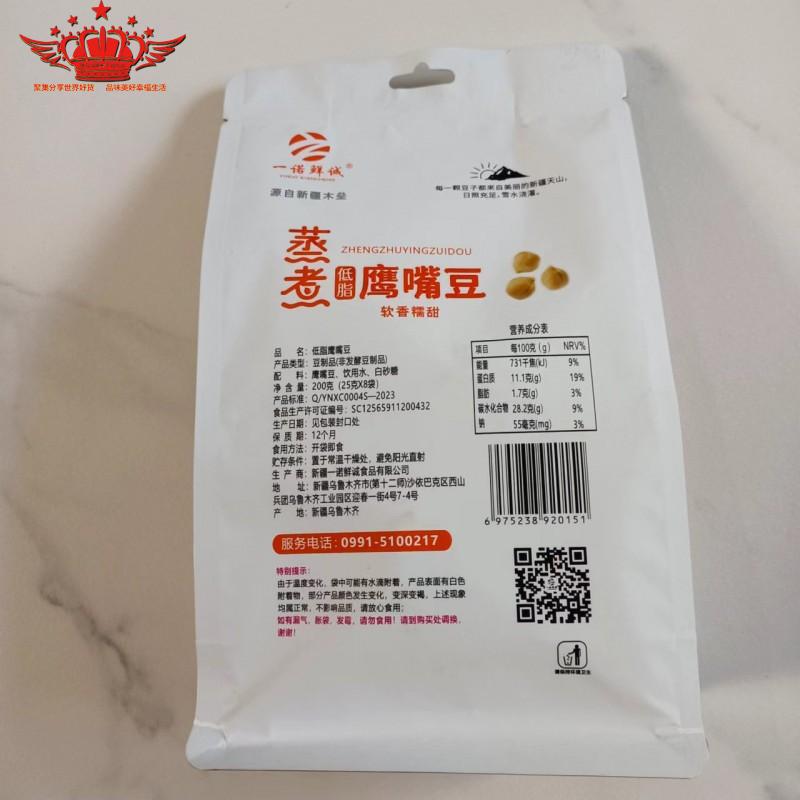 聚集分享世界好货 品味美好幸福生活
一诺鲜诚®
源自新疆木垒
每一颗豆子都来自美丽的新疆天山,
日照充足,雪水浇灌。
蒸煮
ZHENGZHUYINGZUIDOU
低脂
鹰嘴豆
软香糯甜
品 名:低脂鹰嘴豆
产品类型:豆制品(非发酵豆制品)
配 料:鹰嘴豆、饮用水、白砂糖
净 含 量:200克 (25克X8袋)
产品标准:Q/YNXC0004S—2023
食品生产许可证编号:SC12565911200432
生产日期:见包装封口处
保 质 期:12个月
食用方法:开袋即食
贮存条件:置于常温干燥处,避免阳光直射
生 产 商:新疆一诺鲜诚食品有限公司
地 址:新疆乌鲁木齐市(第十二师)沙依巴克区西山
兵团乌鲁木齐工业园区迎春一街4号7-4号
产 地:新疆乌鲁木齐
营养成分表
项目 每100克 (g) NRV%
能量 731千焦(kJ) 9%
蛋白质 11.1克(g) 19%
脂肪 1.7克(g) 3%
碳水化合物 28.2克(g) 9%
钠 55毫克(mg) 3%
6 975238 920151
服务电话:0991-5100217
特别提示:
由于温度变化,袋中可能有水滴附着,产品表面有白色
附着物,部分产品颜色发生变化,变深变褐,上述现象
均属正常,不影响品质,请放心食用;
如有漏气,胀袋,发霉,请勿食用!请到购买处调换,
谢谢!
请保持环境卫生